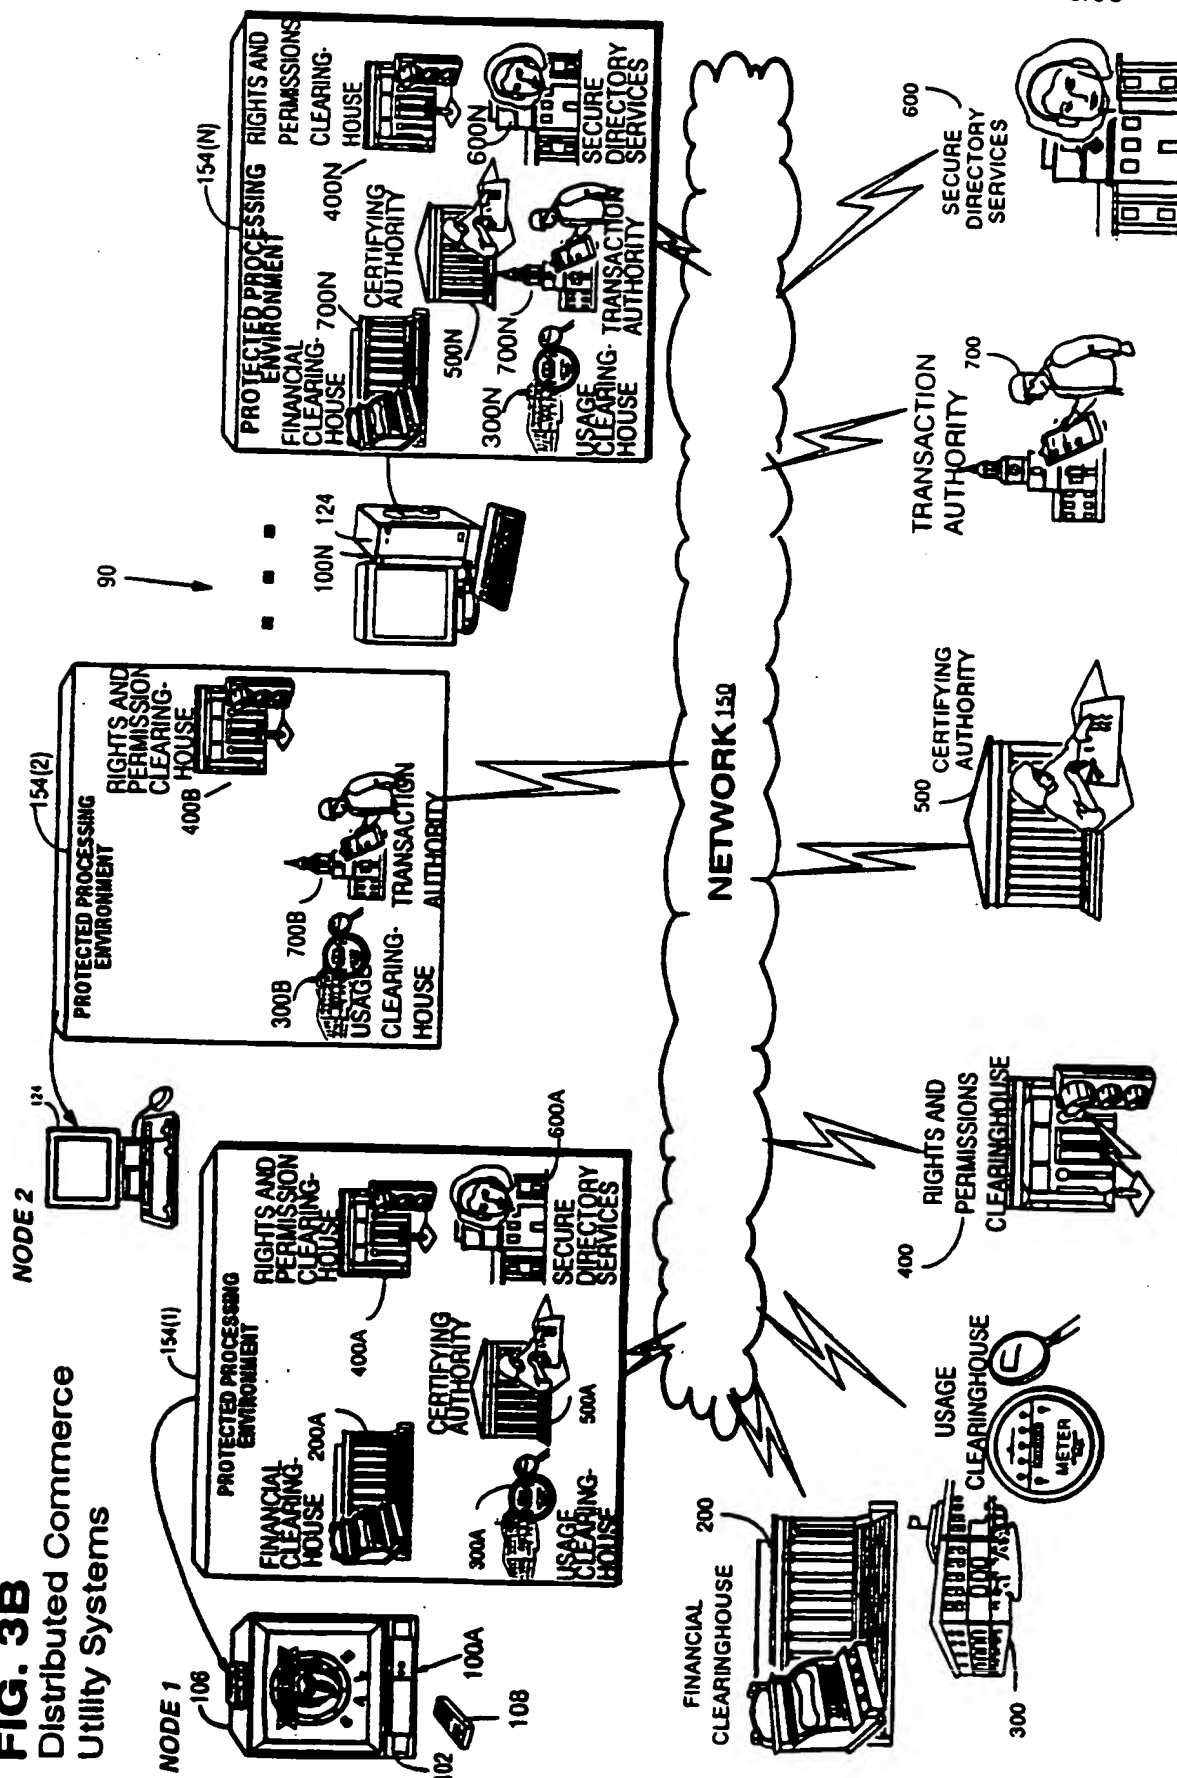 FIG. 3B
Distributed Commerce
Utility Systems
NODE 1
106
102
100A
108
154(1)
PROTECTED PROCESSING
ENVIRONMENT
FINANCIAL
CLEARING-
HOUSE
200A
RIGHTS AND
PERMISSION
CLEARING-
HOUSE
400A
CERTIFYING
AUTHORITY
500A
300A
USAGE
CLEARING-
HOUSE
SECURE
DIRECTORY
SERVICES
600A
NODE 2
124
154(2)
PROTECTED PROCESSING
ENVIRONMENT
RIGHTS AND
PERMISSION
CLEARING-
HOUSE
400B
300B
USAGE
CLEARING-
HOUSE
700B
TRANSACTION
AUTHORITY
90
100N
124
154(N)
PROTECTED PROCESSING
ENVIRONMENT
FINANCIAL
CLEARING-
HOUSE
700N
RIGHTS AND
PERMISSIONS
CLEARING-
HOUSE
400N
CERTIFYING
AUTHORITY
500N
600N
SECURE
DIRECTORY
SERVICES
300N
USAGE
CLEARING-
HOUSE
700N
TRANSACTION
AUTHORITY
NETWORK 150
FINANCIAL
CLEARINGHOUSE
200
300
USAGE
CLEARINGHOUSE
METER
400
RIGHTS AND
PERMISSIONS
CLEARINGHOUSE
500
CERTIFYING
AUTHORITY
TRANSACTION
AUTHORITY
700
600
SECURE
DIRECTORY
SERVICES